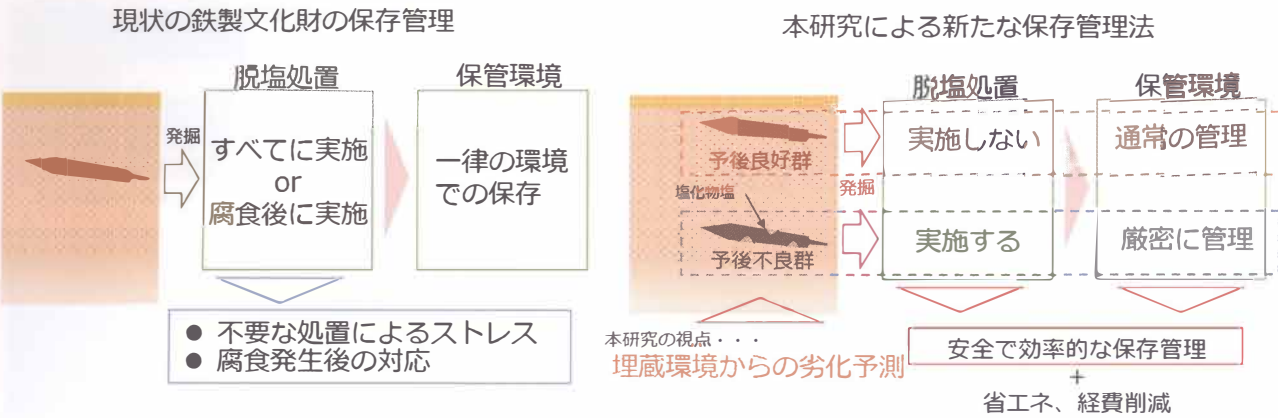 現状の鉄製文化財の保存管理
脱塩処置
保管環境
発掘
すべてに実施
or
腐食後に実施
一律の環境
での保存
● 不要な処置によるストレス
● 腐食発生後の対応
本研究による新たな保存管理法
脱塩処置
保管環境
予後良好群
実施しない
通常の管理
発掘
塩化物塩
予後不良群
実施する
厳密に管理
本研究の視点・・・
埋蔵環境からの劣化予測
安全で効率的な保存管理
+
省エネ、経費削減